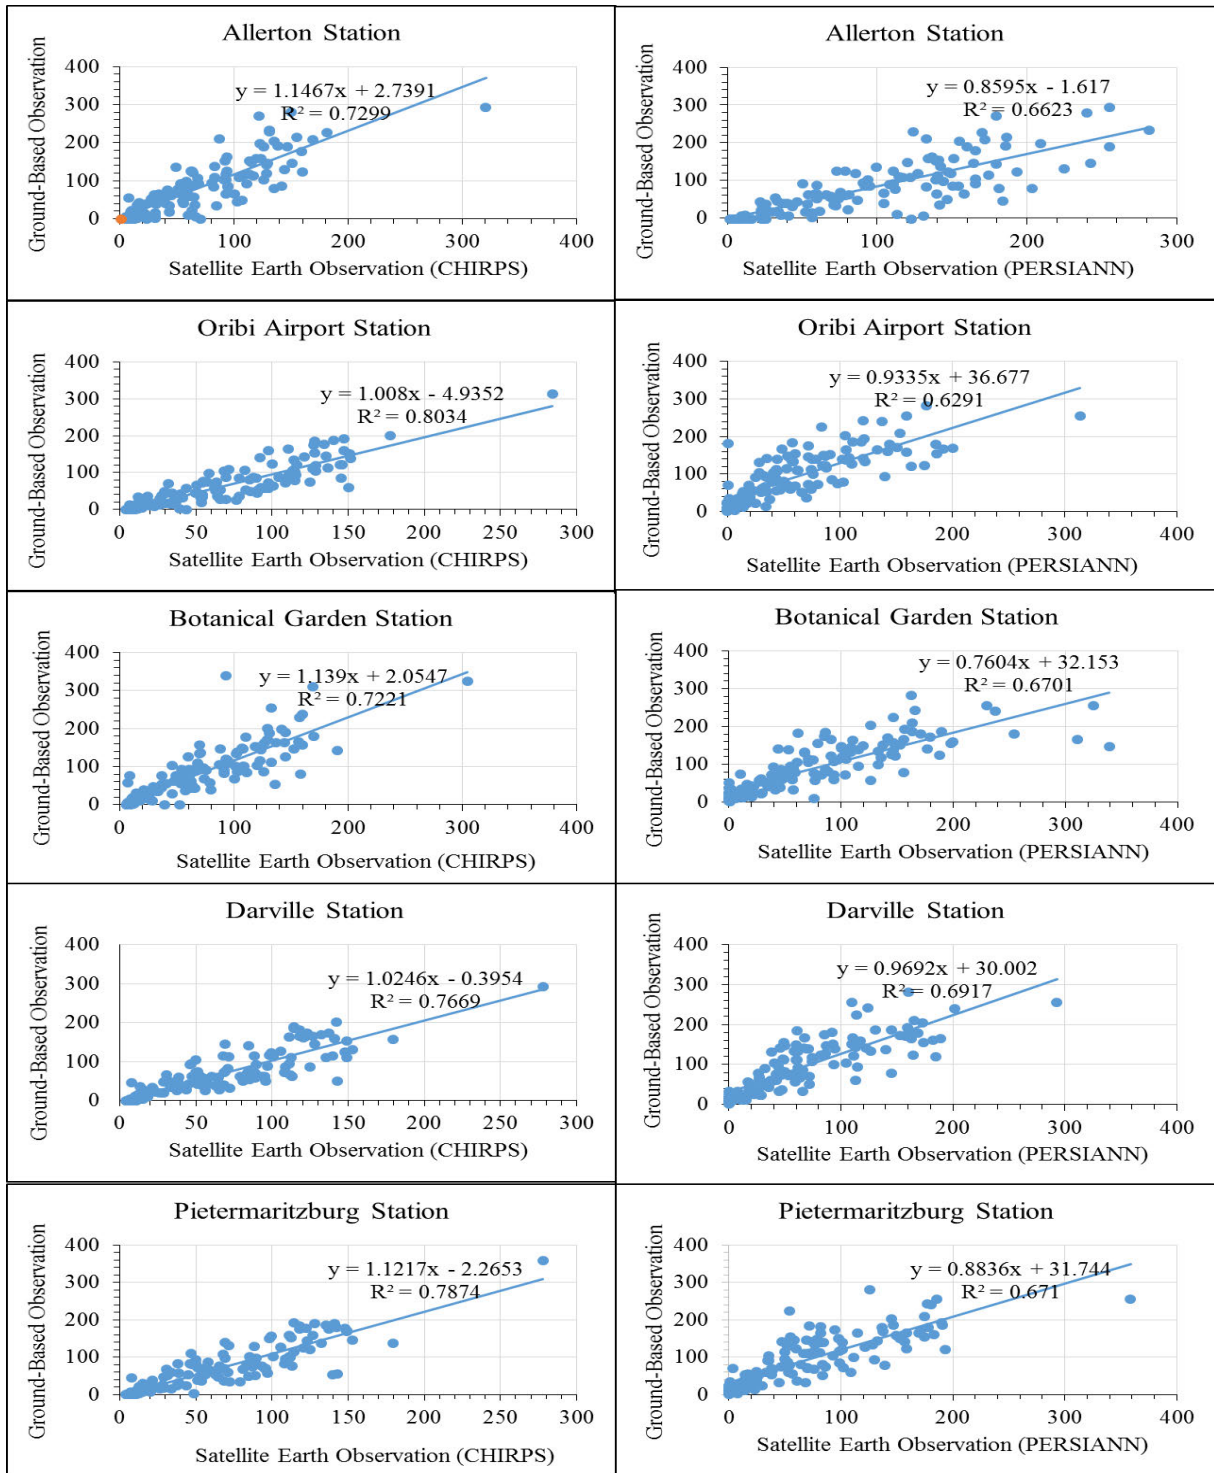 Allerton Station
Ground-Based Observation
400
300
200
100
0
y = 1.1467x + 2.7391
R² = 0.7299
0 100 200 300 400
Satellite Earth Observation (CHIRPS)
Allerton Station
Ground-Based Observation
400
300
200
100
0
y = 0.8595x - 1.617
R² = 0.6623
0 100 200 300
Satellite Earth Observation (PERSIANN)
Oribi Airport Station
Ground-Based Observation
400
300
200
100
0
y = 1.008x - 4.9352
R² = 0.8034
0 50 100 150 200 250 300
Satellite Earth Observation (CHIRPS)
Oribi Airport Station
Ground-Based Observation
400
300
200
100
0
y = 0.9335x + 36.677
R² = 0.6291
0 100 200 300 400
Satellite Earth Observation (PERSIANN)
Botanical Garden Station
Ground-Based Observation
400
300
200
100
0
y = 1.139x + 2.0547
R² = 0.7221
0 100 200 300 400
Satellite Earth Observation (CHIRPS)
Botanical Garden Station
Ground-Based Observation
400
300
200
100
0
y = 0.7604x + 32.153
R² = 0.6701
0 100 200 300 400
Satellite Earth Observation (PERSIANN)
Darville Station
Ground-Based Observation
400
300
200
100
0
y = 1.0246x - 0.3954
R² = 0.7669
0 50 100 150 200 250 300
Satellite Earth Observation (CHIRPS)
Darville Station
Ground-Based Observation
400
300
200
100
0
y = 0.9692x + 30.002
R² = 0.6917
0 100 200 300 400
Satellite Earth Observation (PERSIANN)
Pietermaritzburg Station
Ground-Based Observation
400
300
200
100
0
y = 1.1217x - 2.2653
R² = 0.7874
0 50 100 150 200 250 300
Satellite Earth Observation (CHIRPS)
Pietermaritzburg Station
Ground-Based Observation
400
300
200
100
0
y = 0.8836x + 31.744
R² = 0.671
0 100 200 300 400
Satellite Earth Observation (PERSIANN)